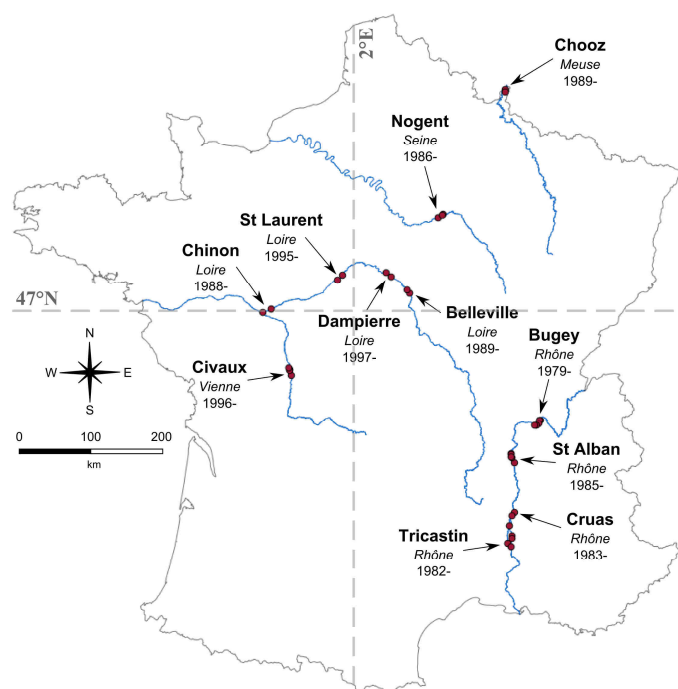 2°E
Chooz
Meuse
1989-
Nogent
Seine
1986-
St Laurent
Loire
1995-
Chinon
Loire
1988-
47°N
Dampierre
Loire
1997-
Belleville
Loire
1989-
Bugey
Rhône
1979-
N
W E
S
Civaux
Vienne
1996-
0 100 200
km
St Alban
Rhône
1985-
Cruas
Rhône
1983-
Tricastin
Rhône
1982-